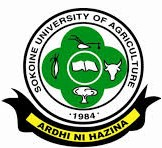 SOKOINE UNIVERSITY OF AGRICULTURE
· 1984 ·
ARDHI NI HAZINA